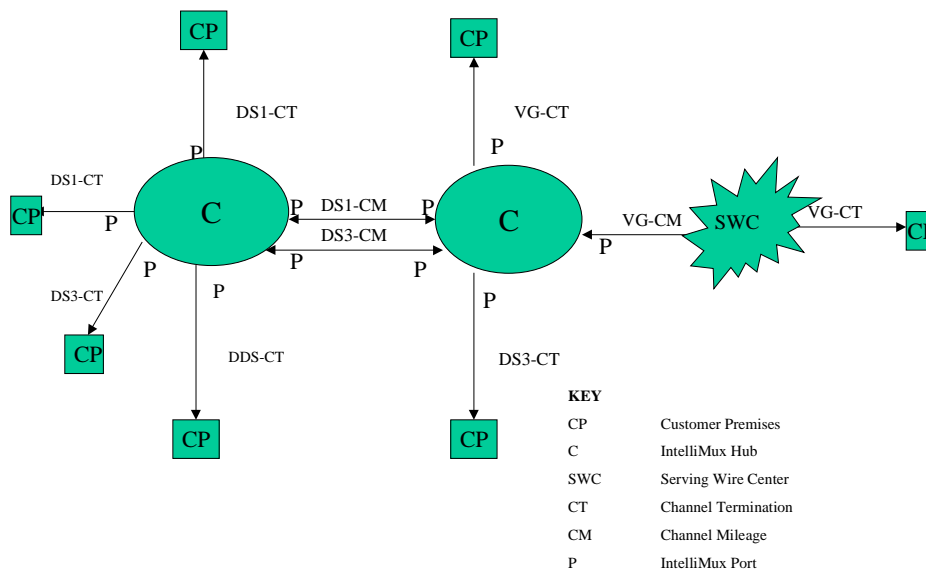 CP
CP
DS1-CT
VG-CT
P
P
DS1-CT
CP
P
C
P
DS1-CM
P
C
VG-CM
SWC
VG-CT
CP
DS3-CM
P
P
P
P
P
P
DS3-CT
CP
DDS-CT
DS3-CT
CP
CP
KEY
CP Customer Premises
C IntelliMux Hub
SWC Serving Wire Center
CT Channel Termination
CM Channel Mileage
P IntelliMux Port